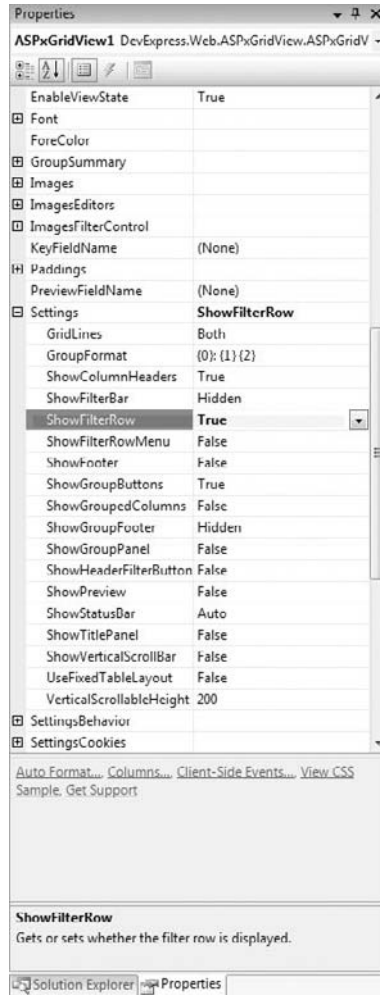 Properties
ASPxGridView1 DevExpress.Web.ASPxGridView.ASPxGridV
EnableViewState True
Font
ForeColor
GroupSummary
Images
ImagesEditors
ImagesFilterControl
KeyFieldName (None)
Paddings
PreviewFieldName (None)
Settings ShowFilterRow
GridLines Both
GroupFormat {0}: {1} {2}
ShowColumnHeaders True
ShowFilterBar Hidden
ShowFilterRow True
ShowFilterRowMenu False
ShowFooter False
ShowGroupButtons True
ShowGroupedColumns False
ShowGroupFooter Hidden
ShowGroupPanel False
ShowHeaderFilterButton False
ShowPreview False
ShowStatusBar Auto
ShowTitlePanel False
ShowVerticalScrollBar False
UseFixedTableLayout False
VerticalScrollableHeight 200
SettingsBehavior
SettingsCookies
Auto Format..., Columns..., Client-Side Events..., View CSS
Sample, Get Support
ShowFilterRow
Gets or sets whether the filter row is displayed.
Solution Explorer Properties